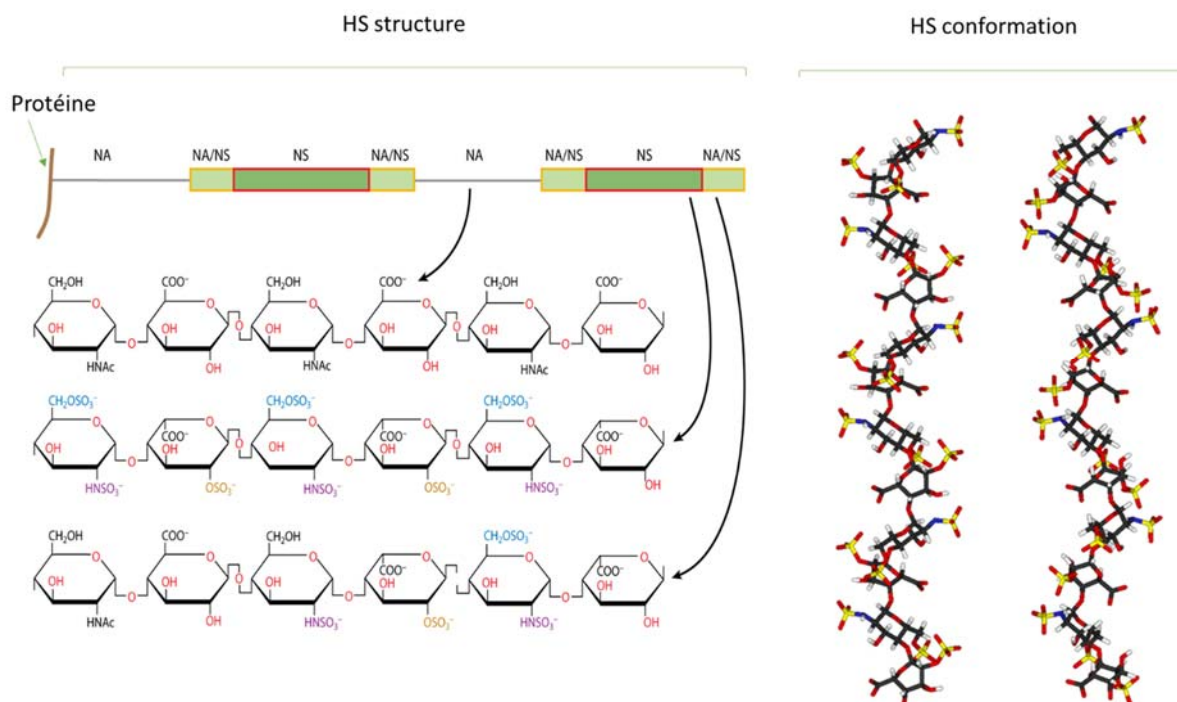 HS structure
HS conformation
Protéine
NA NA/NS NS NA/NS NA NA/NS NS NA/NS
CH₂OH COO⁻ CH₂OH COO⁻ CH₂OH COO⁻
O O O O O O
OH OH OH OH OH OH
O O O O O
HNAc OH HNAc OH HNAc OH
CH₂OSO₃⁻ CH₂OSO₃⁻ CH₂OSO₃⁻
O O O O O O
OH COO⁻ OH OH COO⁻ OH OH COO⁻ OH
O O O O O
HNSO₃⁻ OSO₃⁻ HNSO₃⁻ OSO₃⁻ HNSO₃⁻ OH
CH₂OH COO⁻ CH₂OH CH₂OSO₃⁻
O O O O O O
OH OH OH COO⁻ OH OH COO⁻ OH
O O O O O
HNAc OH HNSO₃⁻ OSO₃⁻ HNSO₃⁻ OH